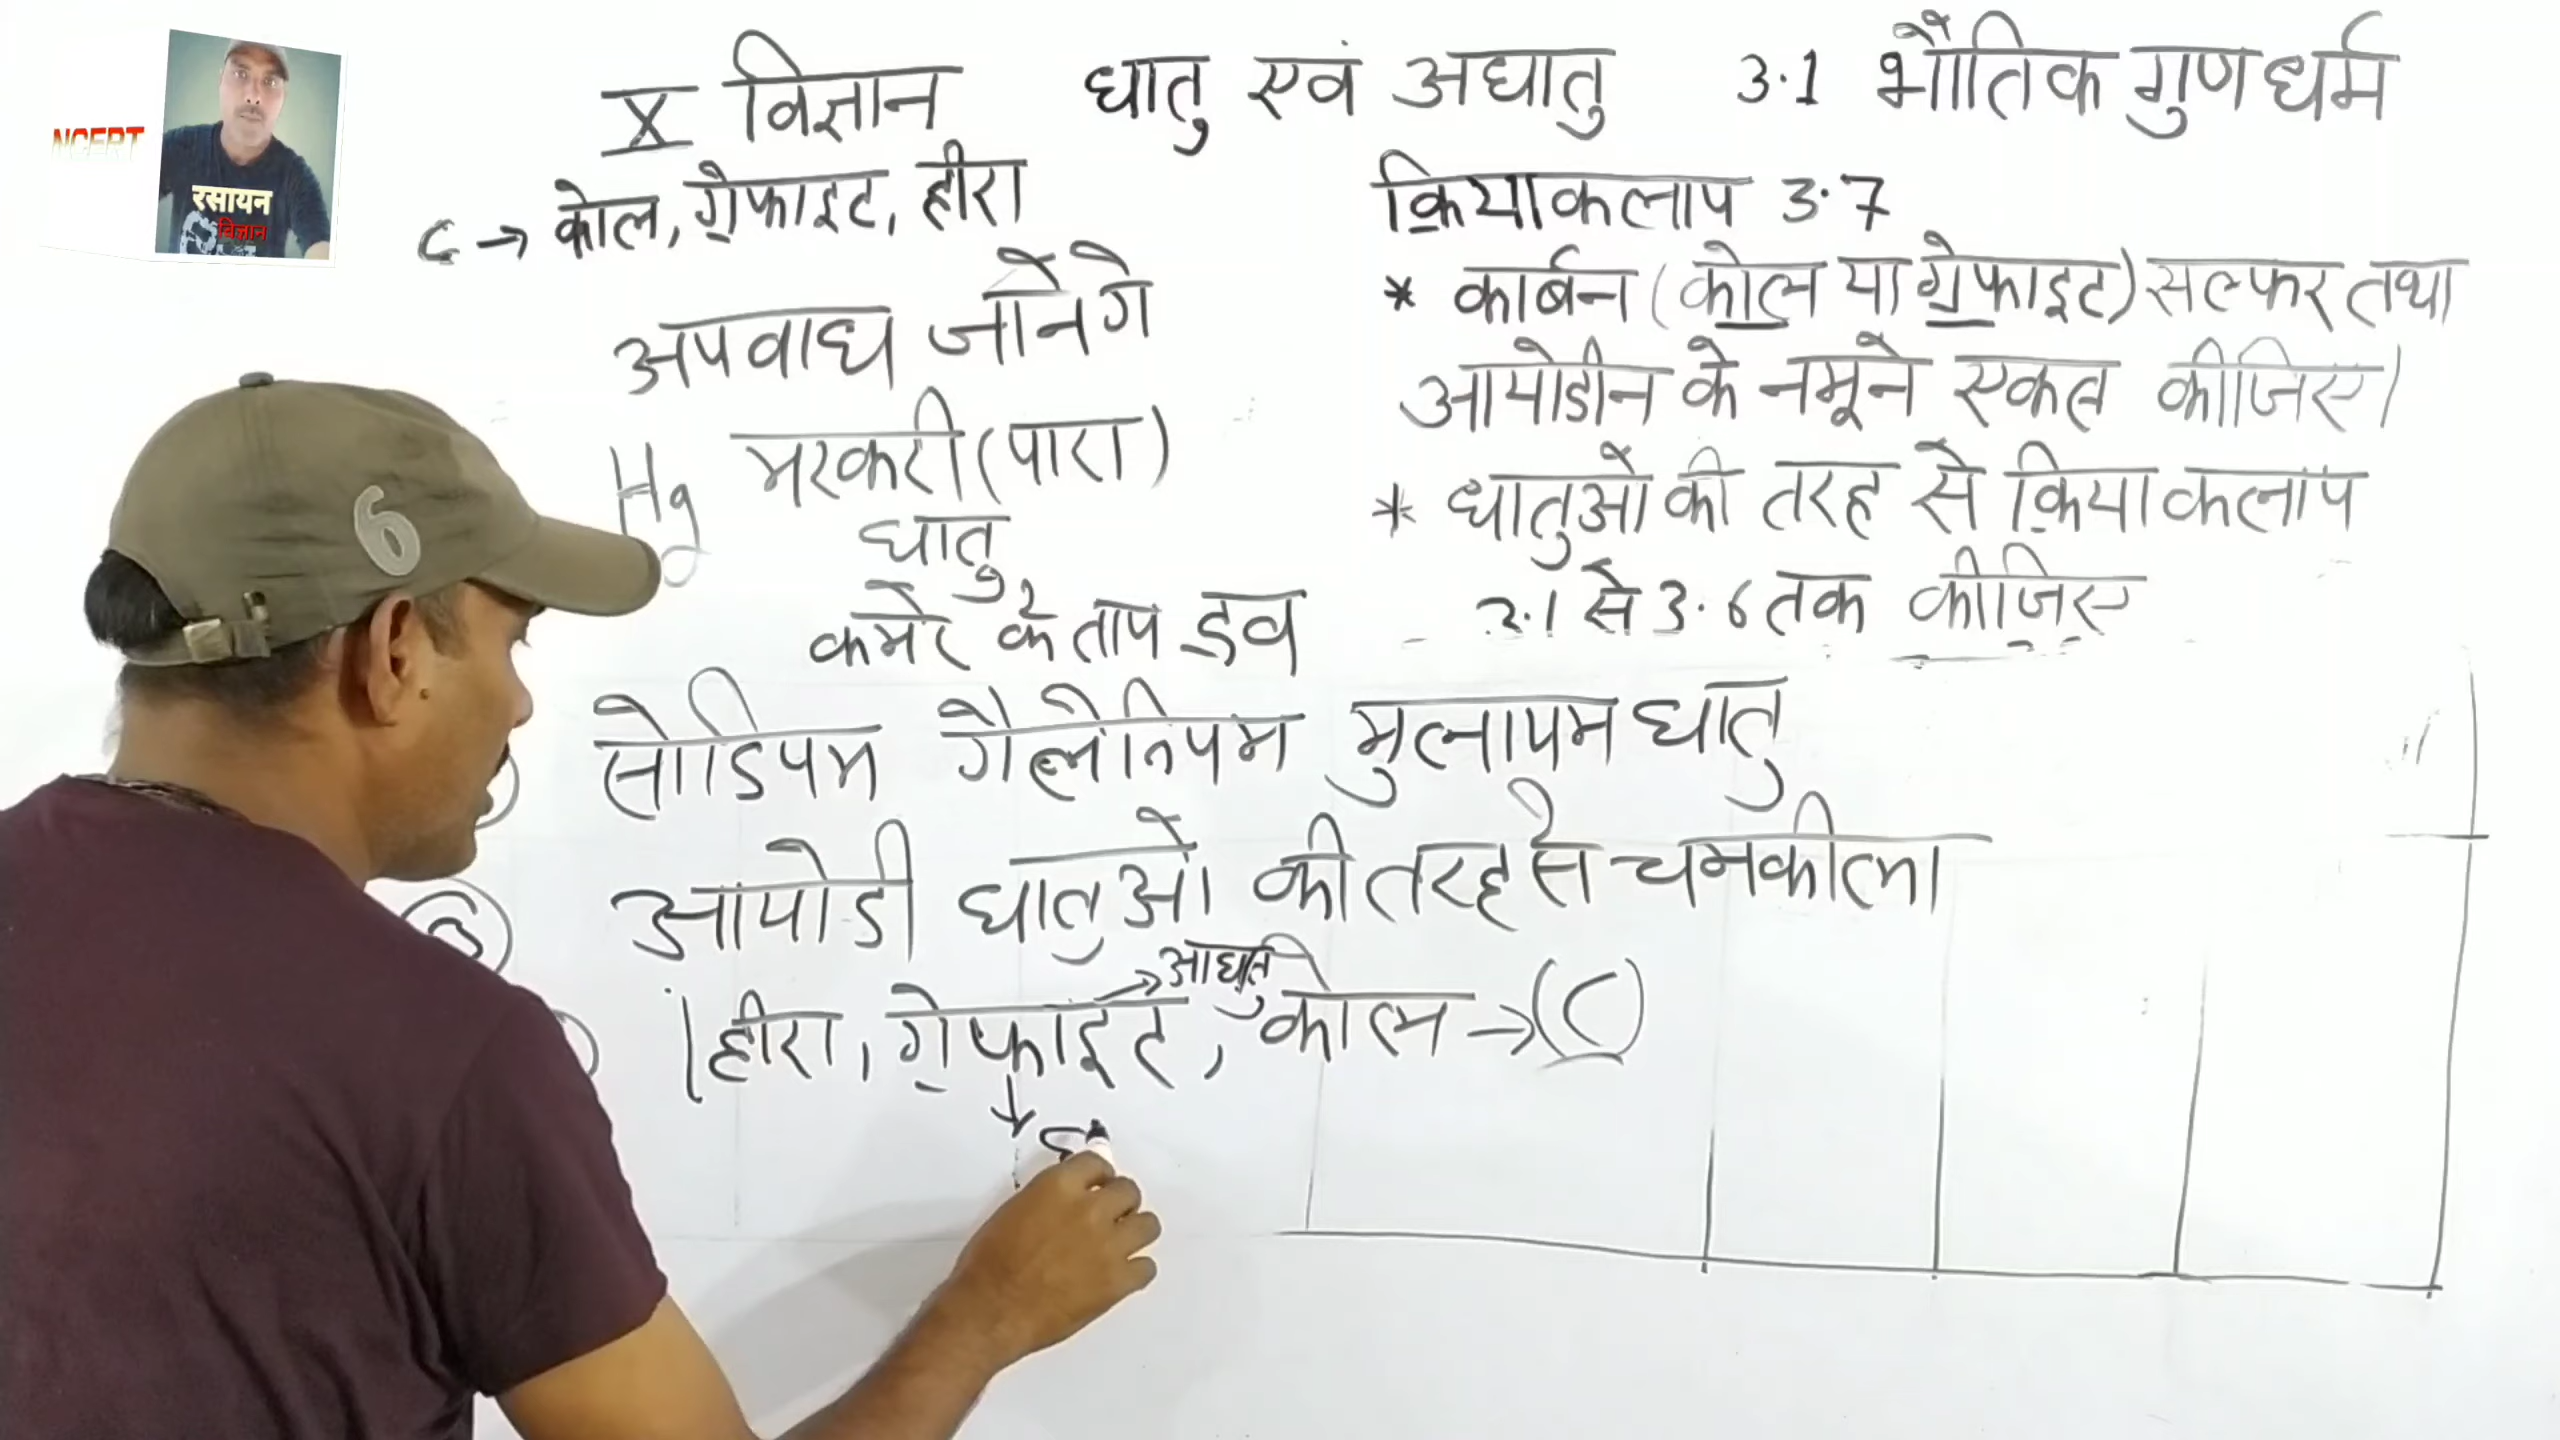 X विज्ञान धातु एवं अधातु 3.1 भौतिक गुणधर्म
NCERT
रसायन
विज्ञान
C → कोल, ग्रेफाइट, हीरा
अपवाध जानेंगे
Hg मरकरी (पारा)
धातु
कमरे के ताप द्रव
क्रियाकलाप 3.7
* कार्बन (कोल या ग्रेफाइट) सल्फर तथा
आयोडीन के नमूने एकत्र कीजिए।
* धातुओ की तरह से क्रियाकलाप
3.1 से 3.6 तक कीजिए
सोडियम गैलेनियम मुलायम धातु
आयोडी धातुओ की तरह से चमकीला
हीरा, ग्रेफाइट, कोल → (C)
→ आधातु
6